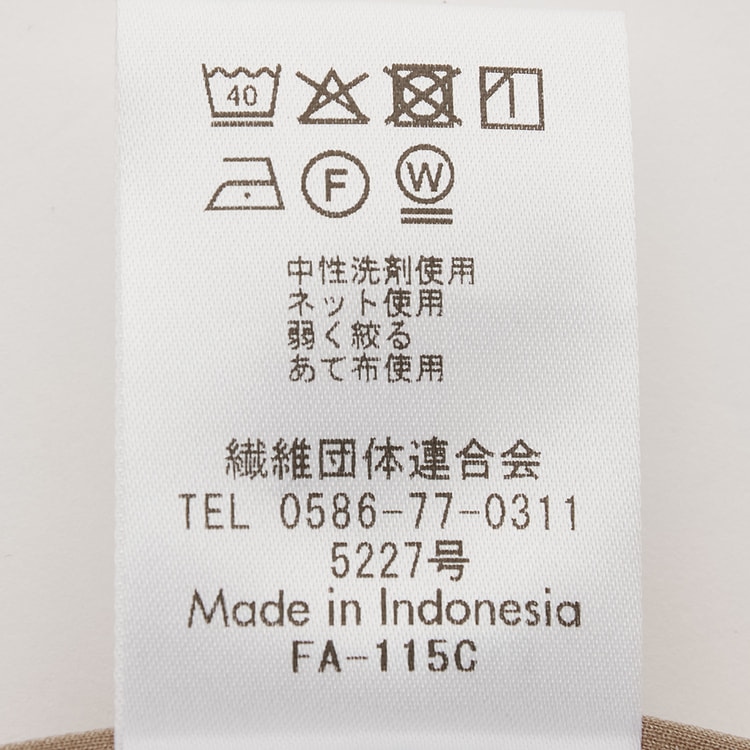 40
F W
中性洗剤使用
ネット使用
弱く絞る
あて布使用
繊維団体連合会
TEL 0586-77-0311
5227号
Made in Indonesia
FA-115C